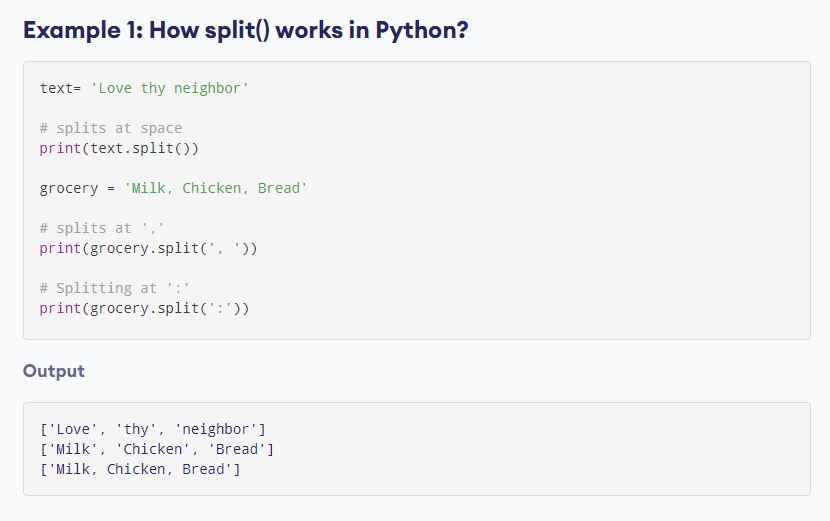 Example 1: How split() works in Python?
text= 'Love thy neighbor'
# splits at space
print(text.split())
grocery = 'Milk, Chicken, Bread'
# splits at ','
print(grocery.split(', '))
# Splitting at ':'
print(grocery.split(':'))
Output
['Love', 'thy', 'neighbor']
['Milk', 'Chicken', 'Bread']
['Milk, Chicken, Bread']